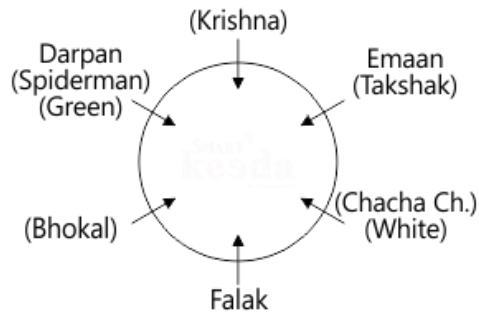 (Krishna)
Darpan
(Spiderman)
(Green)
Emaan
(Takshak)
(Bhokal)
(Chacha Ch.)
(White)
Falak